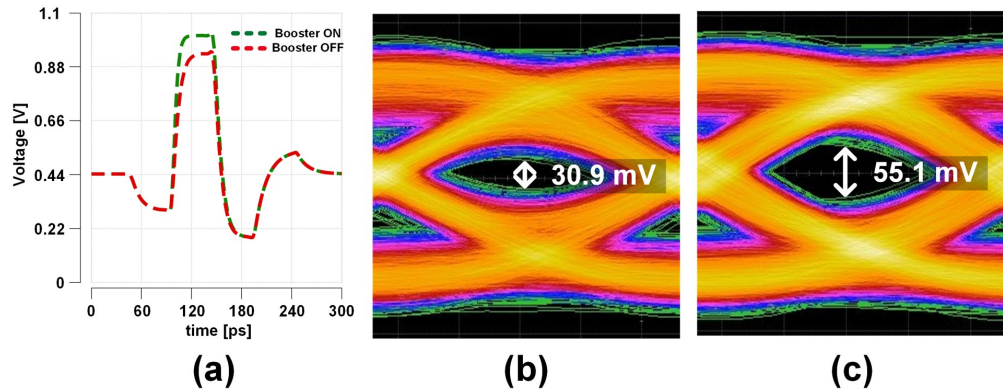 1.1
0.88
0.66
0.44
0.22
0
Voltage [V]
Booster ON
Booster OFF
0 60 120 180 240 300
time [ps]
30.9 mV
55.1 mV
(a) (b) (c)